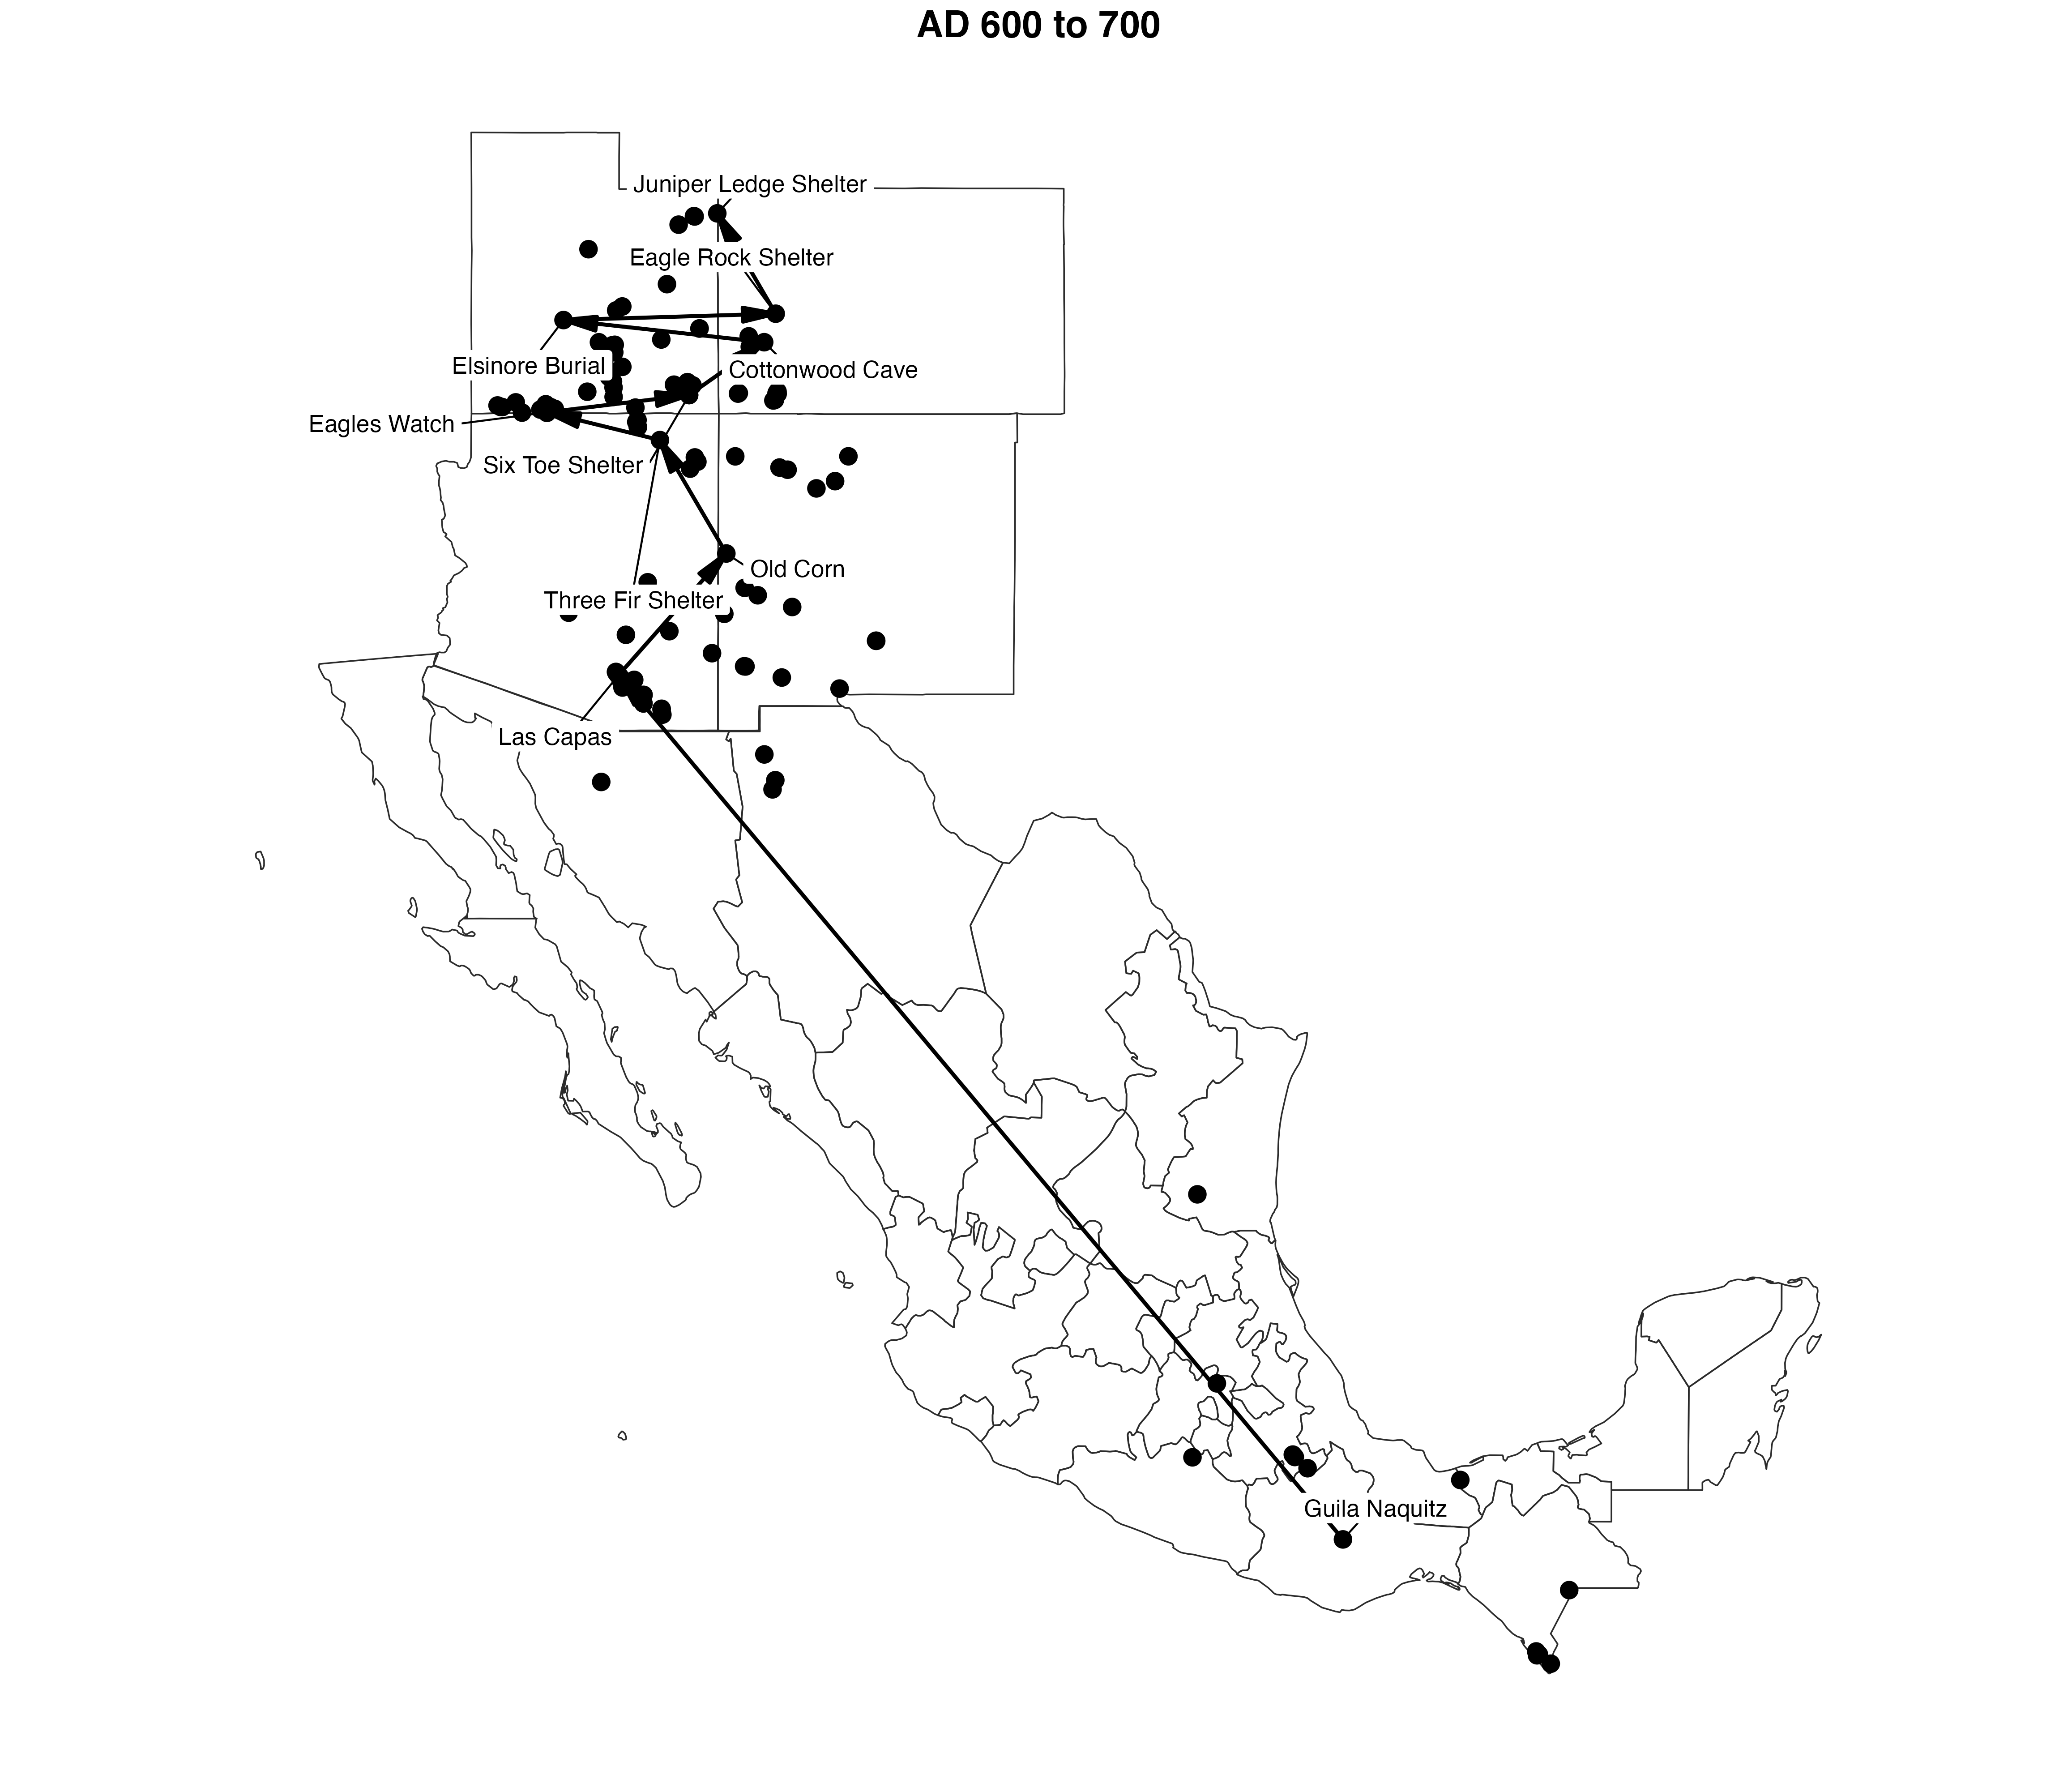 AD 600 to 700
Juniper Ledge Shelter
Eagle Rock Shelter
Elsinore Burial
Cottonwood Cave
Eagles Watch
Six Toe Shelter
Old Corn
Three Fir Shelter
Las Capas
Guila Naquitz